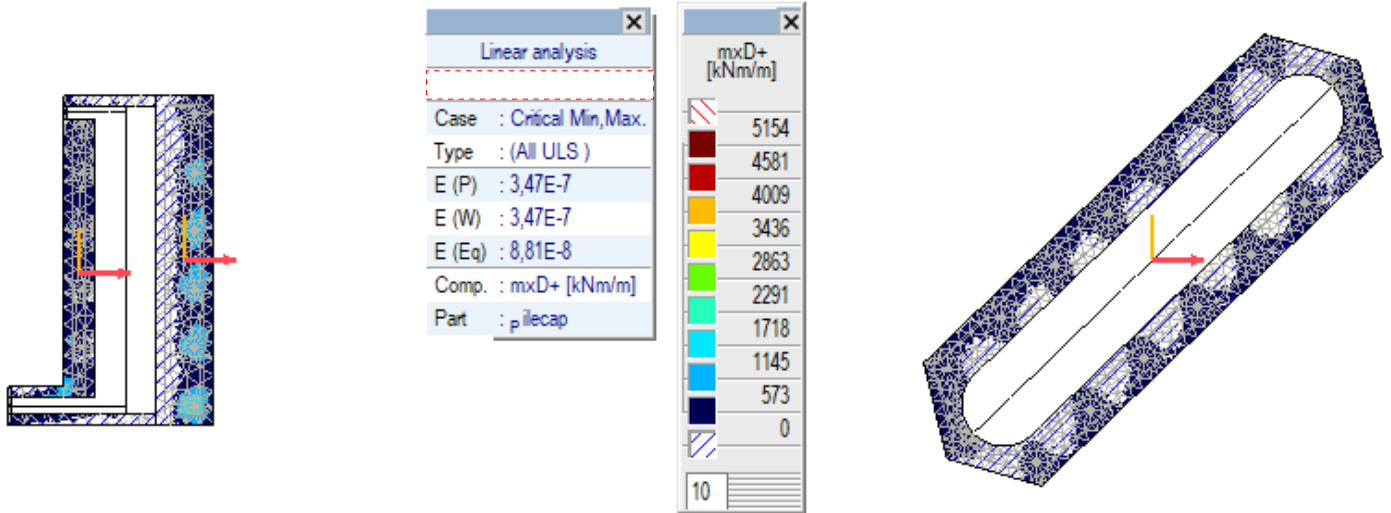 Linear analysis
Case : Critical Min,Max.
Type : (All ULS )
E (P) : 3,47E-7
E (W) : 3,47E-7
E (Eq) : 8,81E-8
Comp. : mxD+ [kNm/m]
Part : Pilecap
mxD+
[kNm/m]
5154
4581
4009
3436
2863
2291
1718
1145
573
0
10